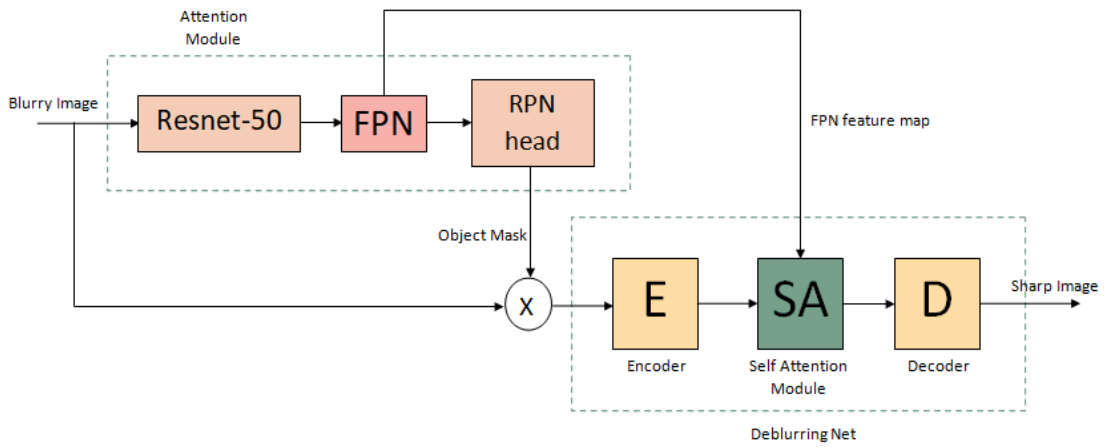 Attention
Module
Blurry Image
Resnet-50
FPN
RPN
head
FPN feature map
Object Mask
X
E
SA
D
Sharp Image
Encoder
Self Attention
Module
Decoder
Deblurring Net